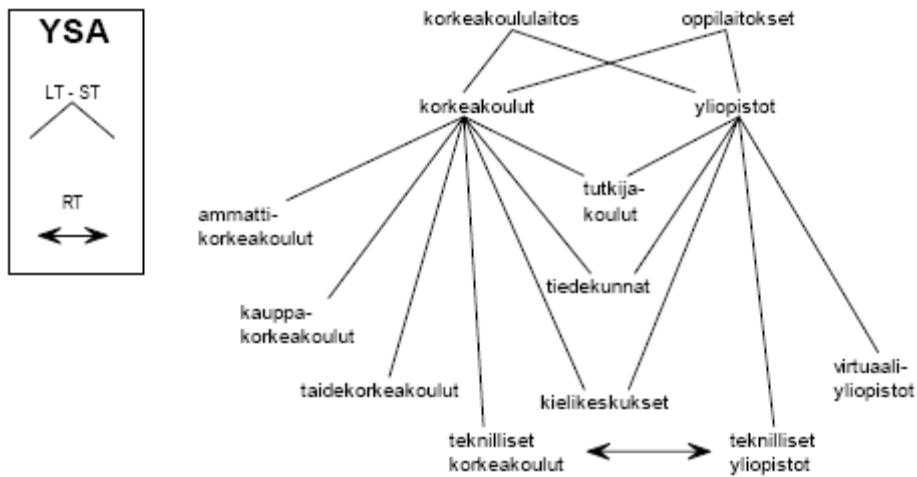 YSA
LT - ST
RT
korkeakoululaitos
oppilaitokset
korkeakoulut
yliopistot
tutkija-
koulut
ammatti-
korkeakoulut
tiedekunnat
kauppa-
korkeakoulut
virtuaali-
yliopistot
taidekorkeakoulut
kielikeskukset
teknilliset
korkeakoulut
teknilliset
yliopistot